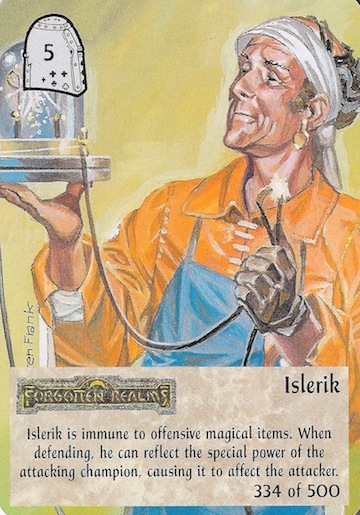 5
Islerik
FORGOTTEN REALMS
Islerik is immune to offensive magical items. When
defending, he can reflect the special power of the
attacking champion, causing it to affect the attacker.
334 of 500